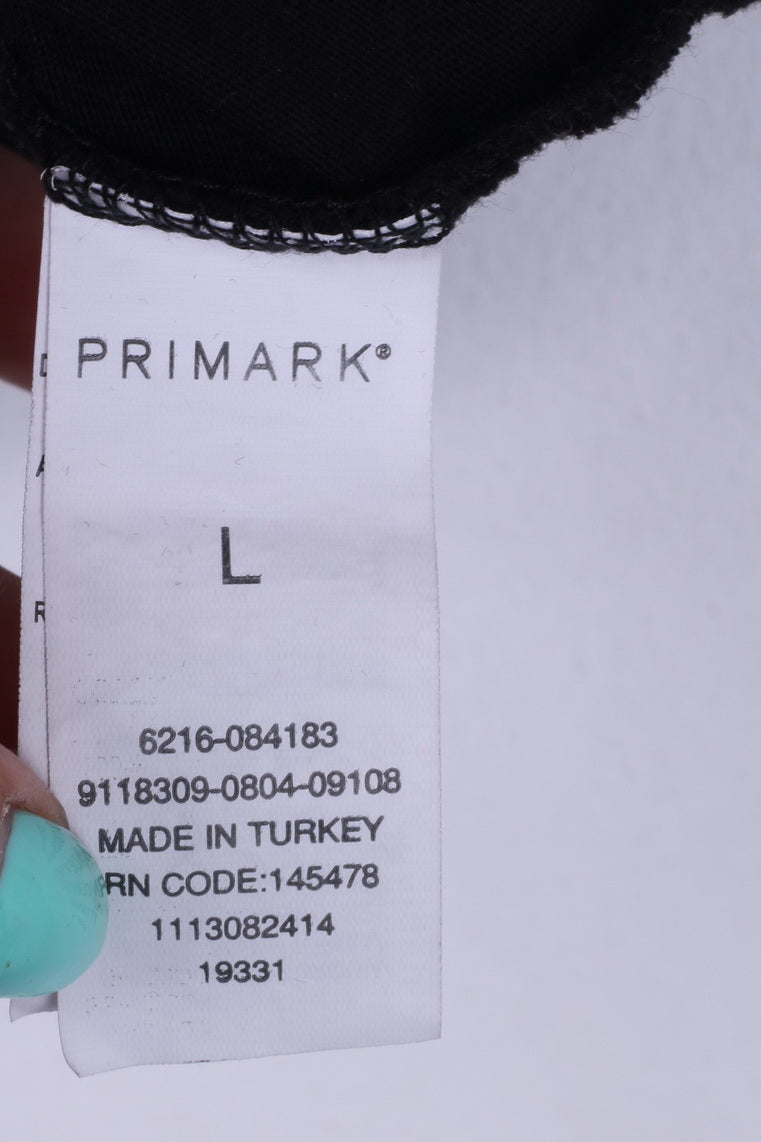 PRIMARK®
L
6216-084183
9118309-0804-09108
MADE IN TURKEY
RN CODE:145478
1113082414
19331